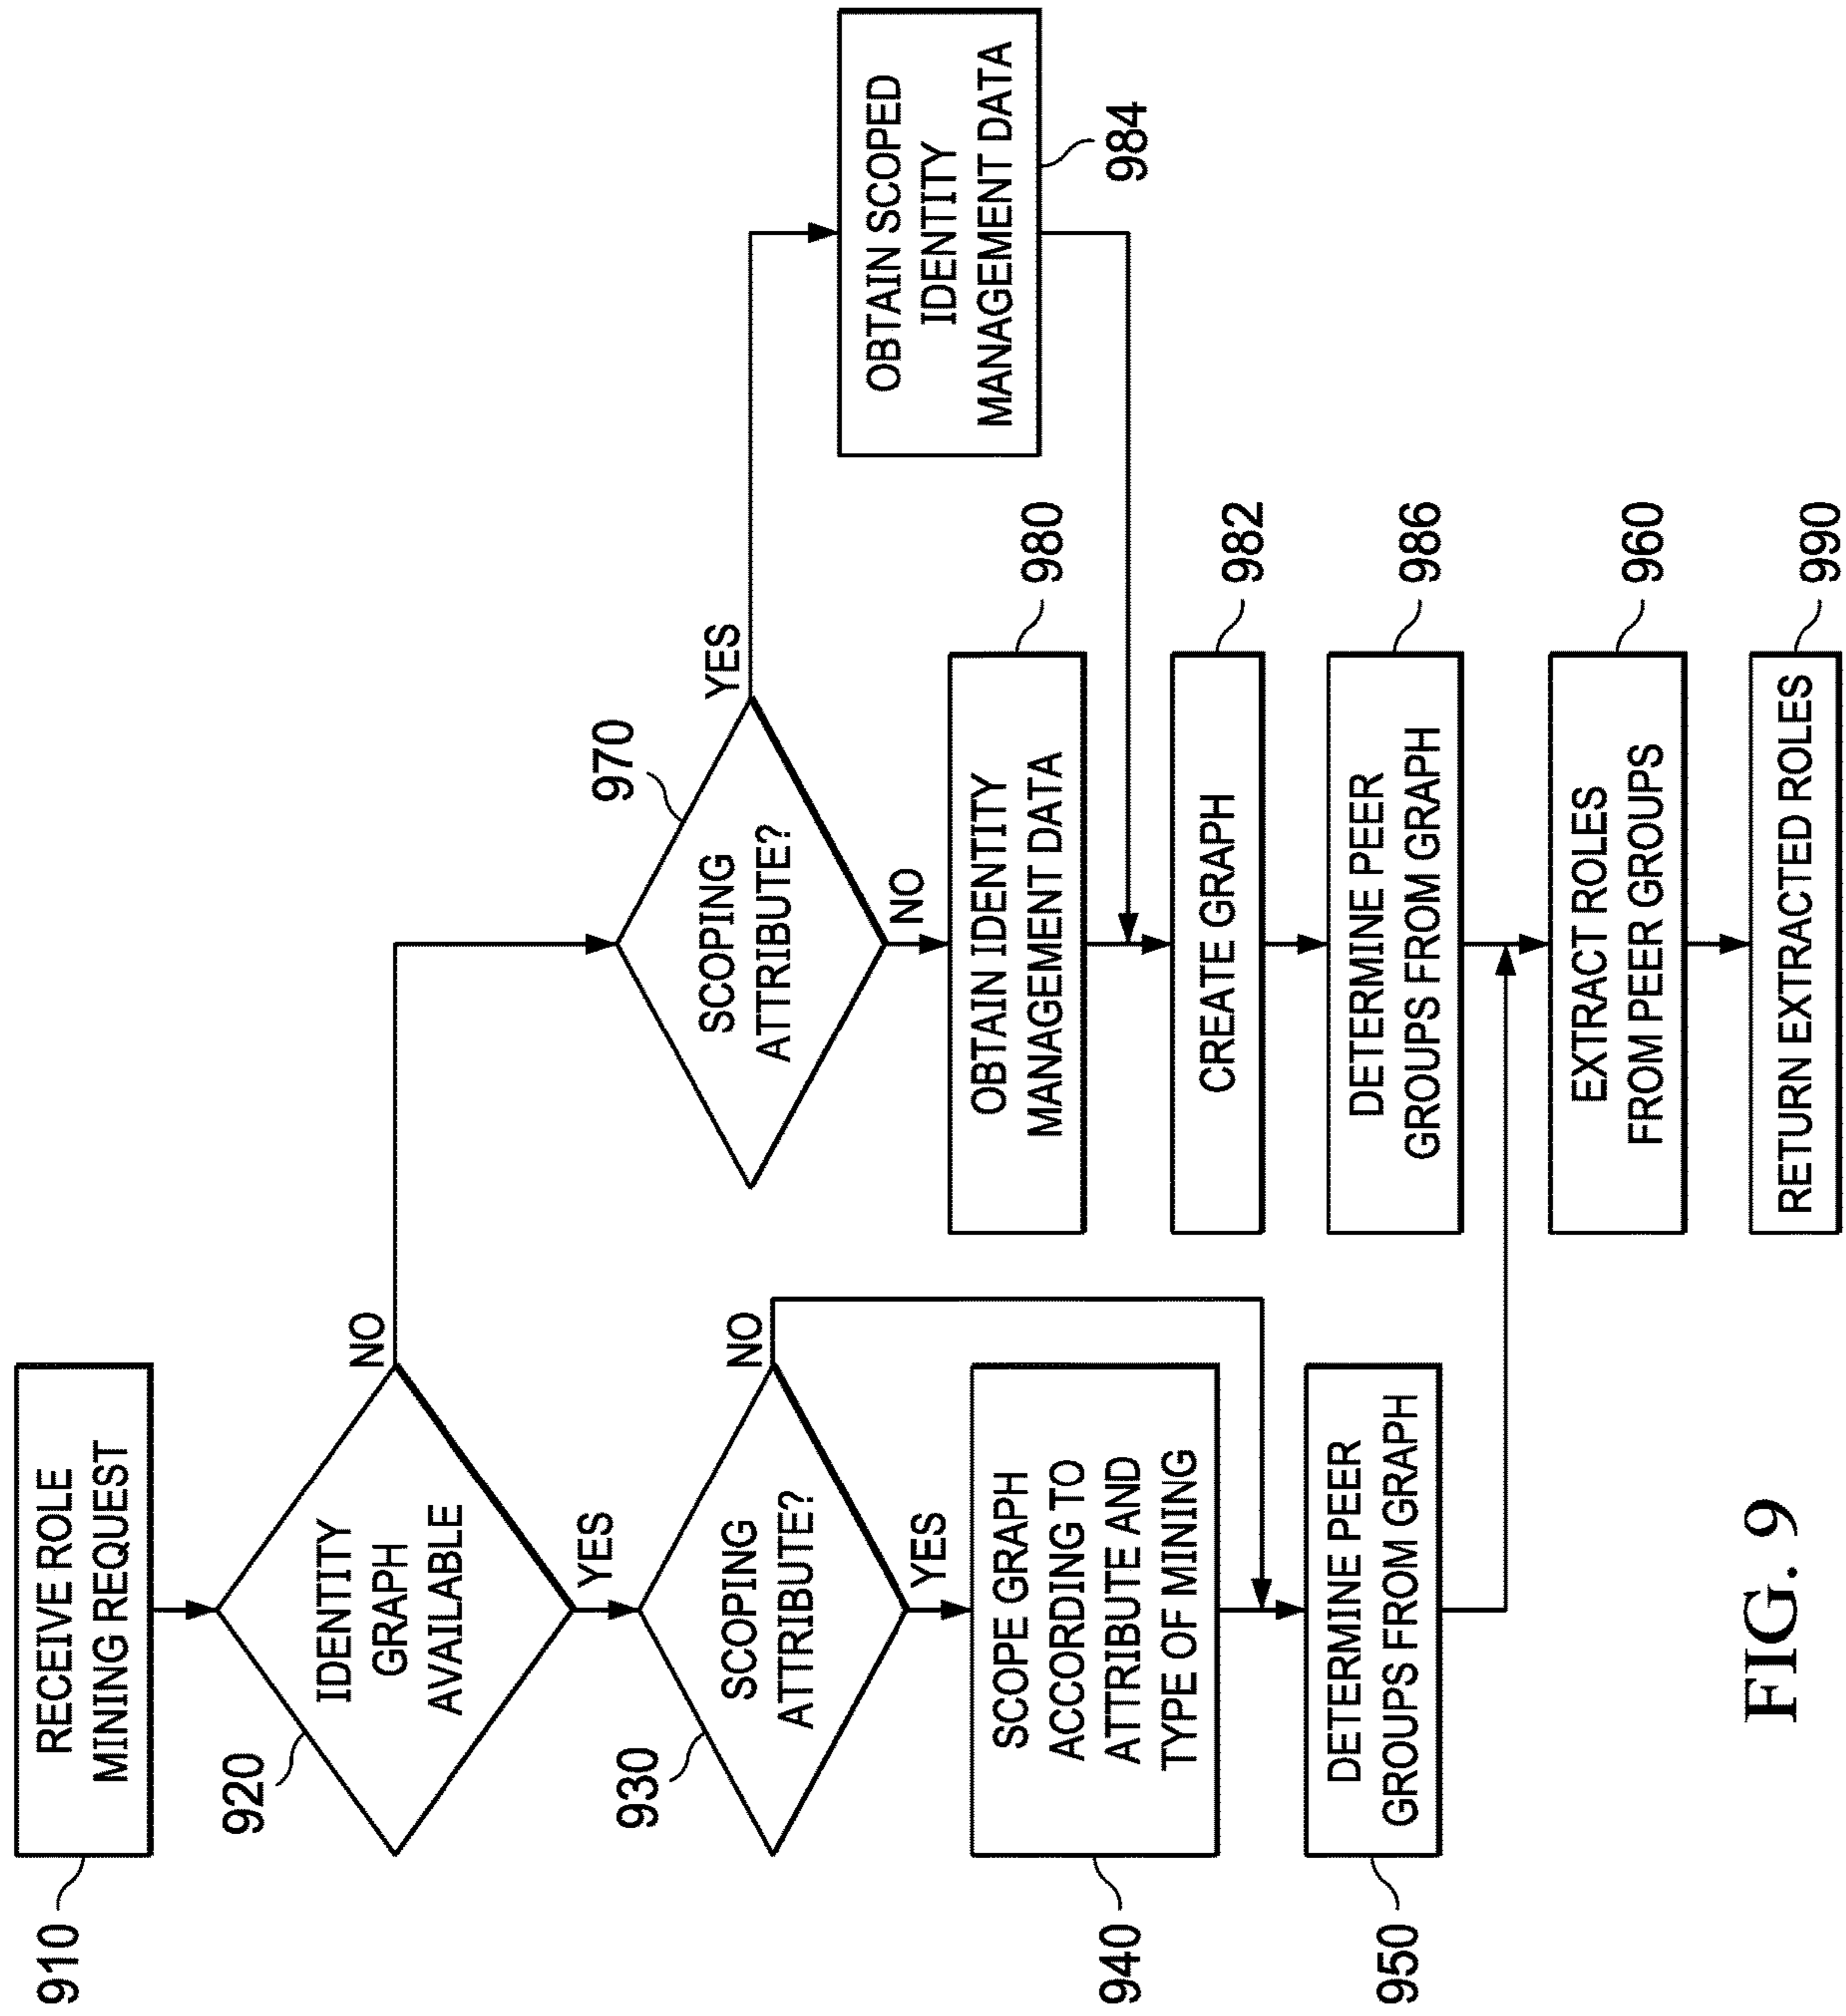 910
RECEIVE ROLE
MINING REQUEST
920
IDENTITY
GRAPH
AVAILABLE
NO
YES
930
SCOPING
ATTRIBUTE?
NO
YES
940
SCOPE GRAPH
ACCORDING TO
ATTRIBUTE AND
TYPE OF MINING
950
DETERMINE PEER
GROUPS FROM GRAPH
970
SCOPING
ATTRIBUTE?
YES
NO
OBTAIN SCOPED
IDENTITY
MANAGEMENT DATA
984
OBTAIN IDENTITY
MANAGEMENT DATA
980
CREATE GRAPH
982
DETERMINE PEER
GROUPS FROM GRAPH
986
EXTRACT ROLES
FROM PEER GROUPS
960
RETURN EXTRACTED ROLES
990
FIG. 9